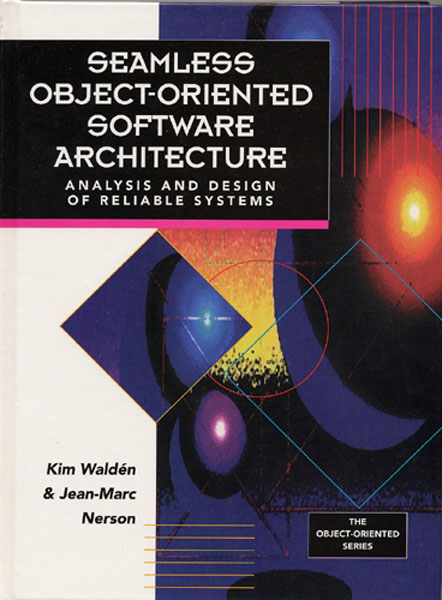 SEAMLESS
OBJECT-ORIENTED
SOFTWARE
ARCHITECTURE
ANALYSIS AND DESIGN
OF RELIABLE SYSTEMS
Kim Waldén
& Jean-Marc
Nerson
THE
OBJECT-ORIENTED
SERIES